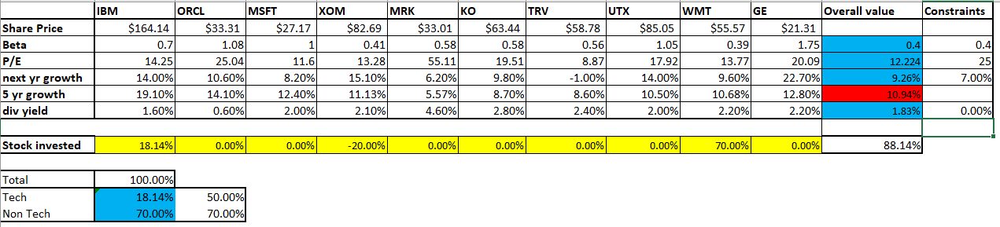 IBM ORCL MSFT XOM MRK KO TRV UTX WMT GE Overall value Constraints
Share Price $164.14 $33.31 $27.17 $82.69 $33.01 $63.44 $58.78 $85.05 $55.57 $21.31
Beta 0.7 1.08 1 0.41 0.58 0.58 0.56 1.05 0.39 1.75 0.4 0.4
P/E 14.25 25.04 11.6 13.28 55.11 19.51 8.87 17.92 13.77 20.09 12.224 25
next yr growth 14.00% 10.60% 8.20% 15.10% 6.20% 9.80% -1.00% 14.00% 9.60% 22.70% 9.26% 7.00%
5 yr growth 19.10% 14.10% 12.40% 11.13% 5.57% 8.70% 8.60% 10.50% 10.68% 12.80% 10.94%
div yield 1.60% 0.60% 2.00% 2.10% 4.60% 2.80% 2.40% 2.00% 2.20% 2.20% 1.83% 0.00%
Stock invested 18.14% 0.00% 0.00% -20.00% 0.00% 0.00% 0.00% 0.00% 70.00% 0.00% 88.14%
Total 100.00%
Tech 18.14% 50.00%
Non Tech 70.00% 70.00%